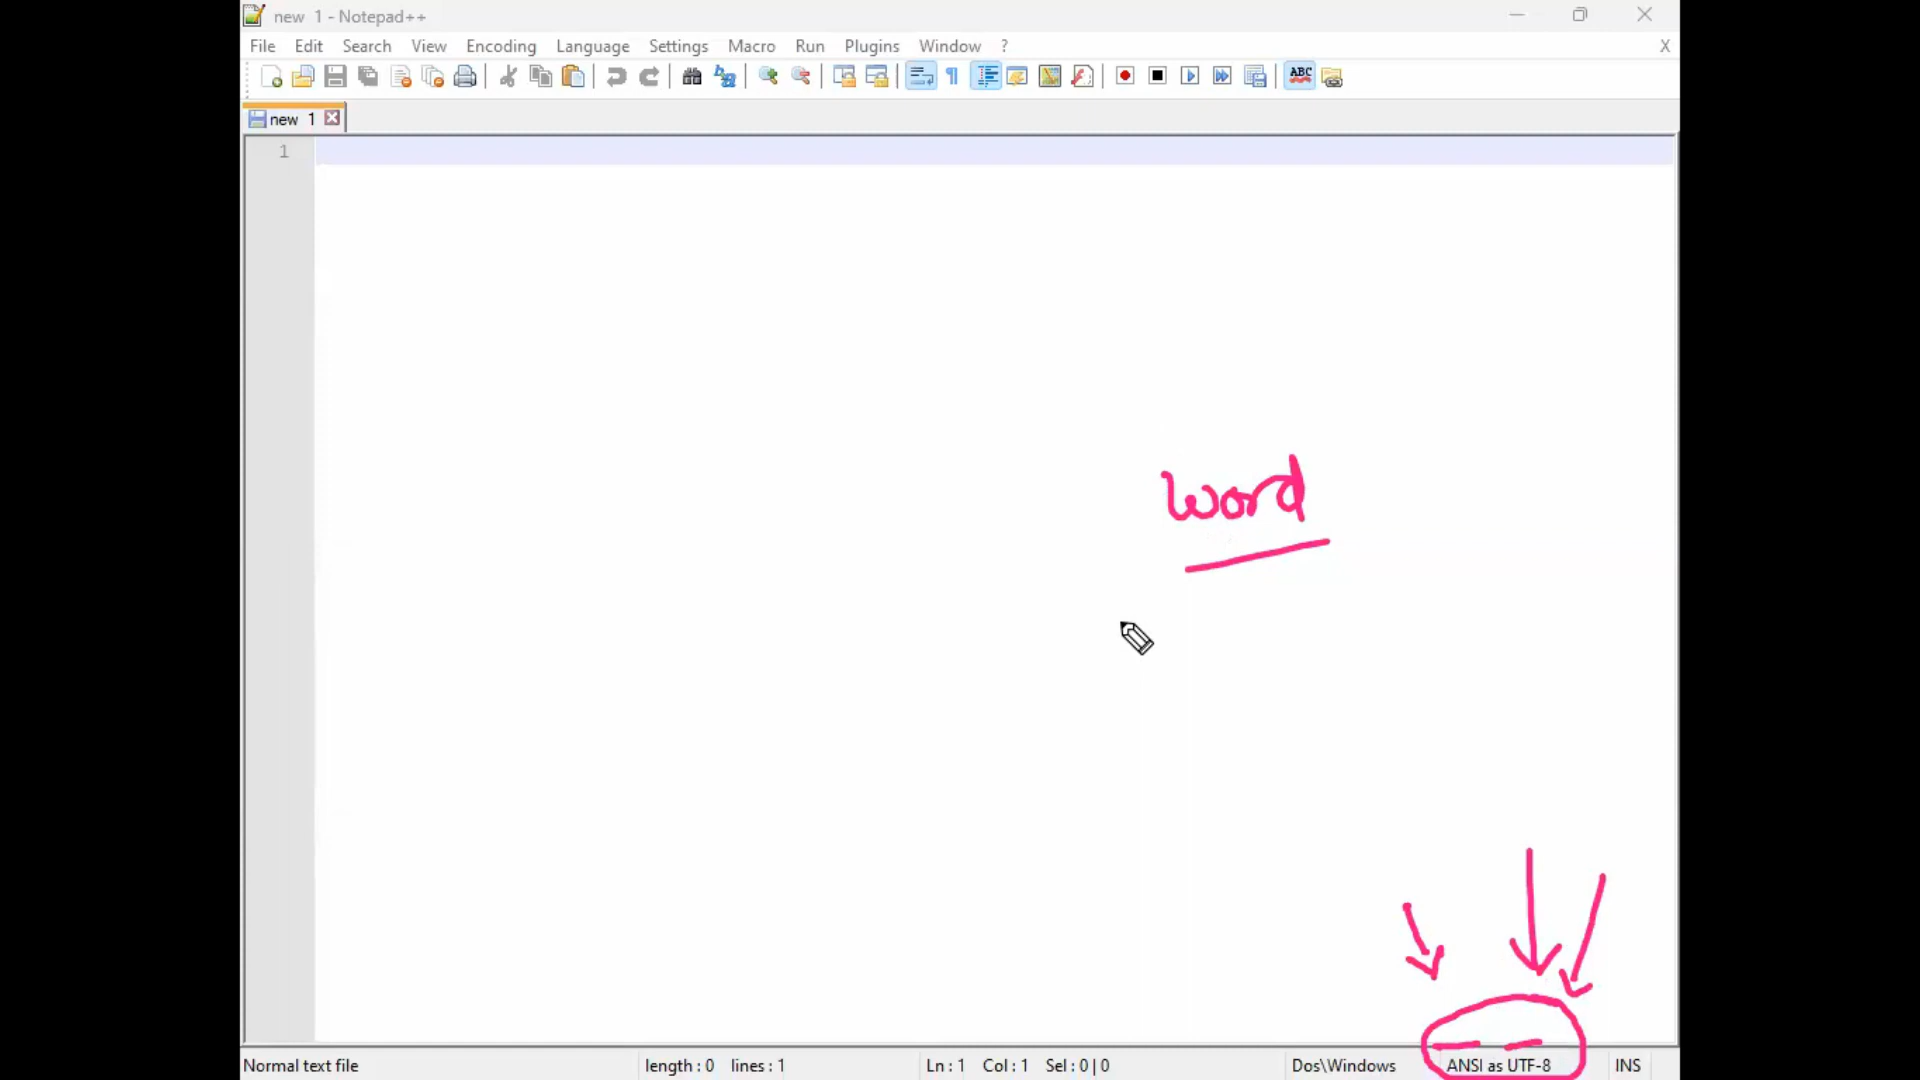 new 1 - Notepad++
File Edit Search View Encoding Language Settings Macro Run Plugins Window ? X
ABC
new 1
1
word
Normal text file length : 0 lines : 1 Ln : 1 Col : 1 Sel : 0 | 0 Dos\Windows ANSI as UTF-8 INS